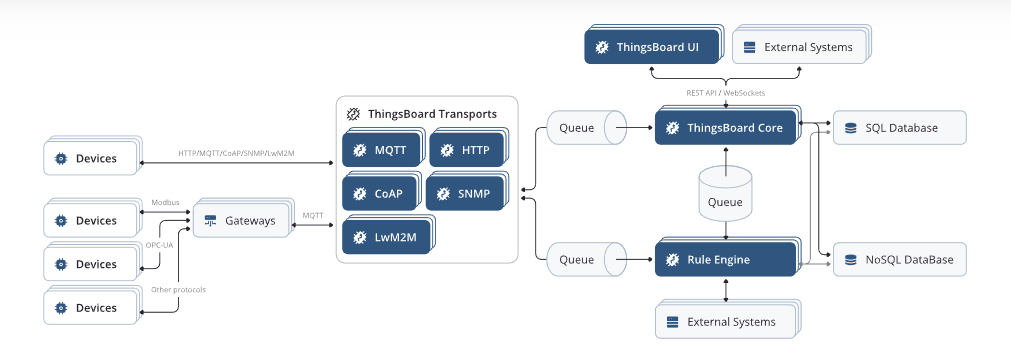 ThingsBoard UI
External Systems
REST API / WebSockets
ThingsBoard Transports
MQTT
HTTP
CoAP
SNMP
LwM2M
Queue
ThingsBoard Core
SQL Database
Devices
HTTP/MQTT/CoAP/SNMP/LwM2M
Modbus
Devices
Gateways
MQTT
Queue
OPC-UA
Devices
Queue
Rule Engine
NoSQL DataBase
Other protocols
Devices
External Systems